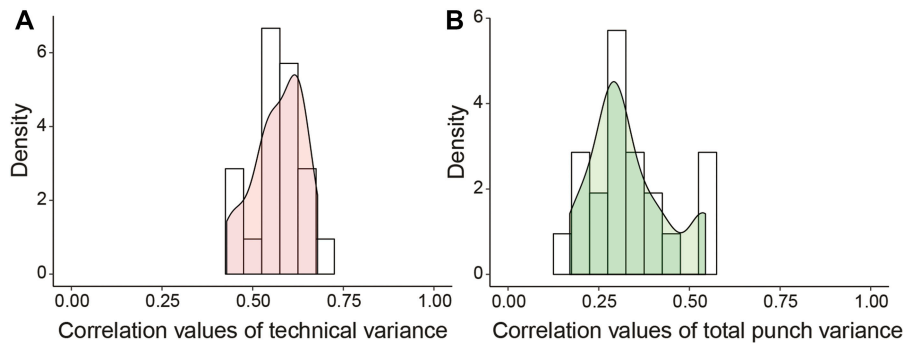 A
Density
6
4
2
0
0.00 0.25 0.50 0.75 1.00
Correlation values of technical variance
B
Density
6
4
2
0
0.00 0.25 0.50 0.75 1.00
Correlation values of total punch variance